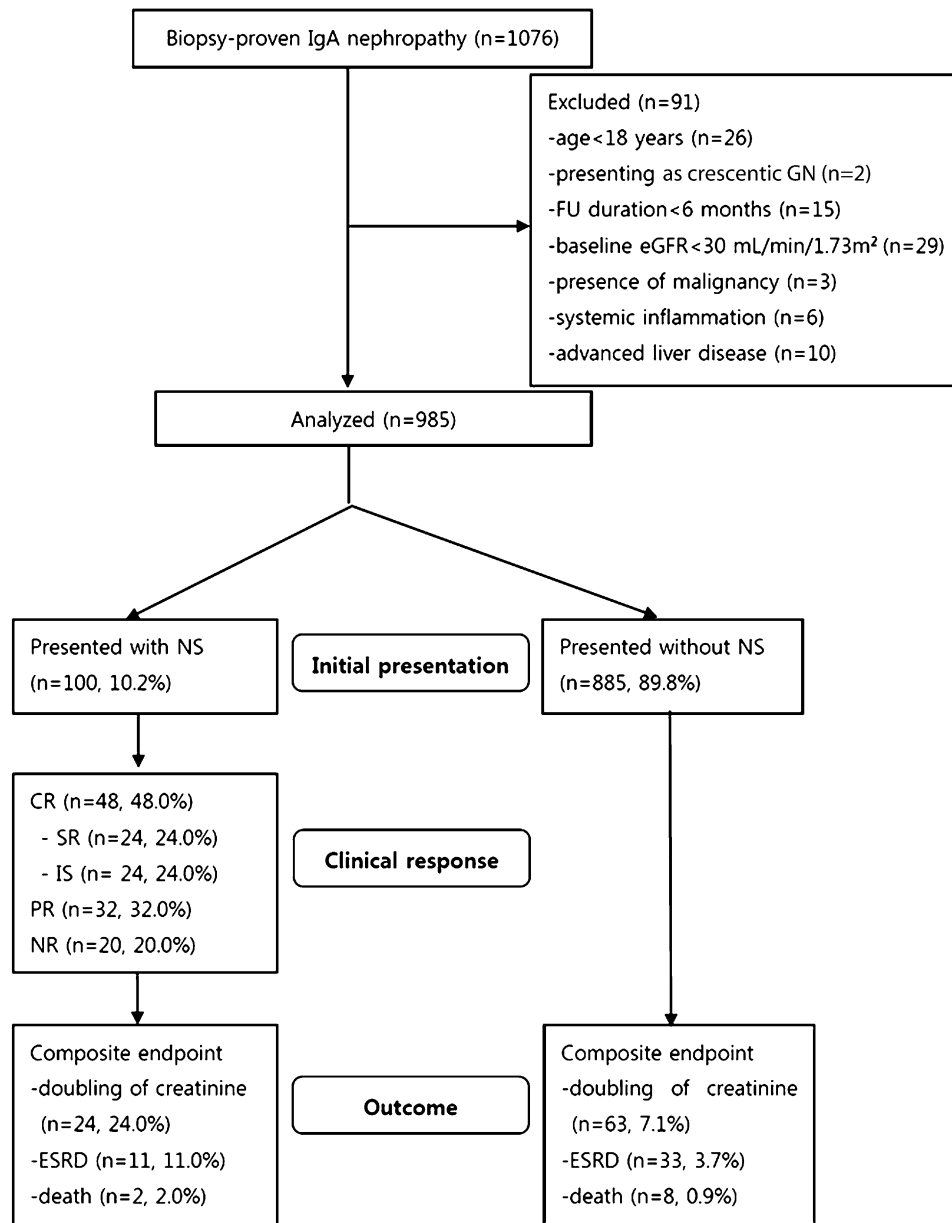 Biopsy-proven IgA nephropathy (n=1076)
Excluded (n=91)
-age<18 years (n=26)
-presenting as crescentic GN (n=2)
-FU duration<6 months (n=15)
-baseline eGFR<30 mL/min/1.73m² (n=29)
-presence of malignancy (n=3)
-systemic inflammation (n=6)
-advanced liver disease (n=10)
Analyzed (n=985)
Presented with NS
(n=100, 10.2%)
Initial presentation
Presented without NS
(n=885, 89.8%)
CR (n=48, 48.0%)
- SR (n=24, 24.0%)
- IS (n= 24, 24.0%)
PR (n=32, 32.0%)
NR (n=20, 20.0%)
Clinical response
Composite endpoint
-doubling of creatinine
(n=24, 24.0%)
-ESRD (n=11, 11.0%)
-death (n=2, 2.0%)
Outcome
Composite endpoint
-doubling of creatinine
(n=63, 7.1%)
-ESRD (n=33, 3.7%)
-death (n=8, 0.9%)